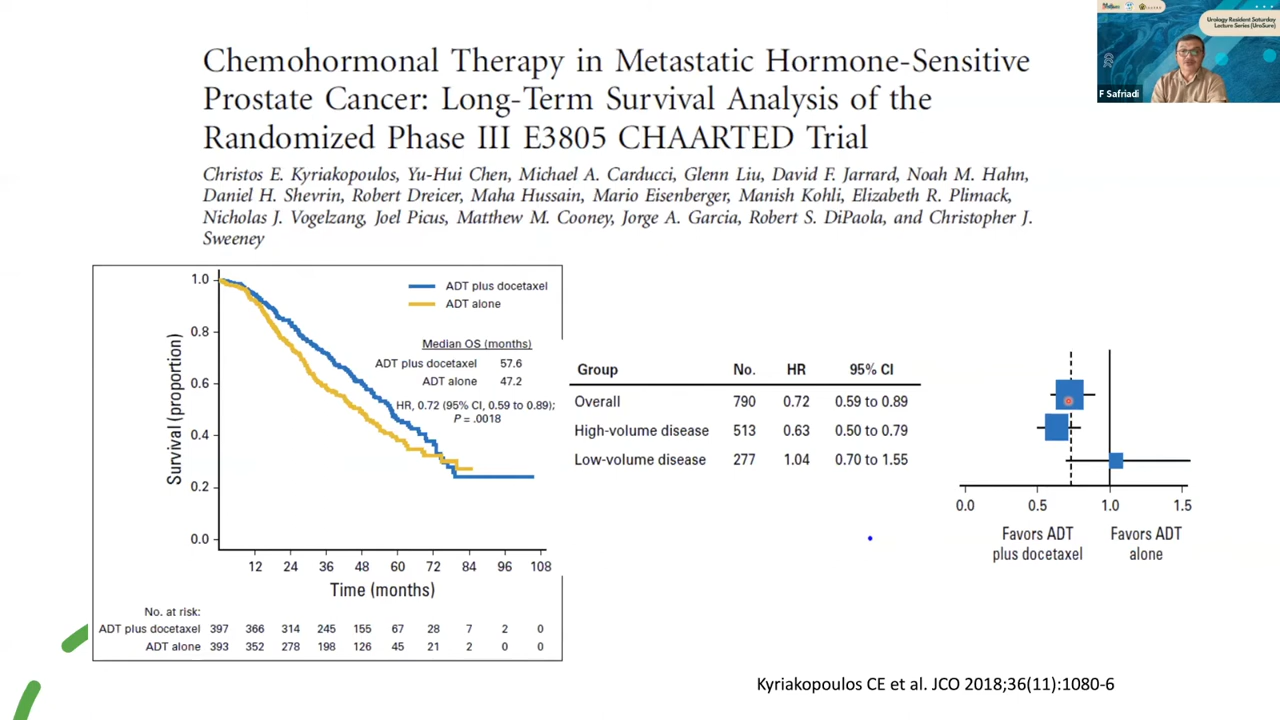 Urology Resident Saturday
Lecture Series (UroSure)
F Safriadi
Chemohormonal Therapy in Metastatic Hormone-Sensitive
Prostate Cancer: Long-Term Survival Analysis of the
Randomized Phase III E3805 CHAARTED Trial
Christos E. Kyriakopoulos, Yu-Hui Chen, Michael A. Carducci, Glenn Liu, David F. Jarrard, Noah M. Hahn,
Daniel H. Shevrin, Robert Dreicer, Maha Hussain, Mario Eisenberger, Manish Kohli, Elizabeth R. Plimack,
Nicholas J. Vogelzang, Joel Picus, Matthew M. Cooney, Jorge A. Garcia, Robert S. DiPaola, and Christopher J.
Sweeney
Survival (proportion)
1.0
0.8
0.6
0.4
0.2
0.0
ADT plus docetaxel
ADT alone
Median OS (months)
ADT plus docetaxel 57.6
ADT alone 47.2
HR, 0.72 (95% CI, 0.59 to 0.89);
P = .0018
12 24 36 48 60 72 84 96 108
Time (months)
No. at risk:
ADT plus docetaxel 397 366 314 245 155 67 28 7 2 0
ADT alone 393 352 278 198 126 45 21 2 0 0
Group No. HR 95% CI
Overall 790 0.72 0.59 to 0.89
High-volume disease 513 0.63 0.50 to 0.79
Low-volume disease 277 1.04 0.70 to 1.55
0.0 0.5 1.0 1.5
Favors ADT
plus docetaxel
Favors ADT
alone
Kyriakopoulos CE et al. JCO 2018;36(11):1080-6